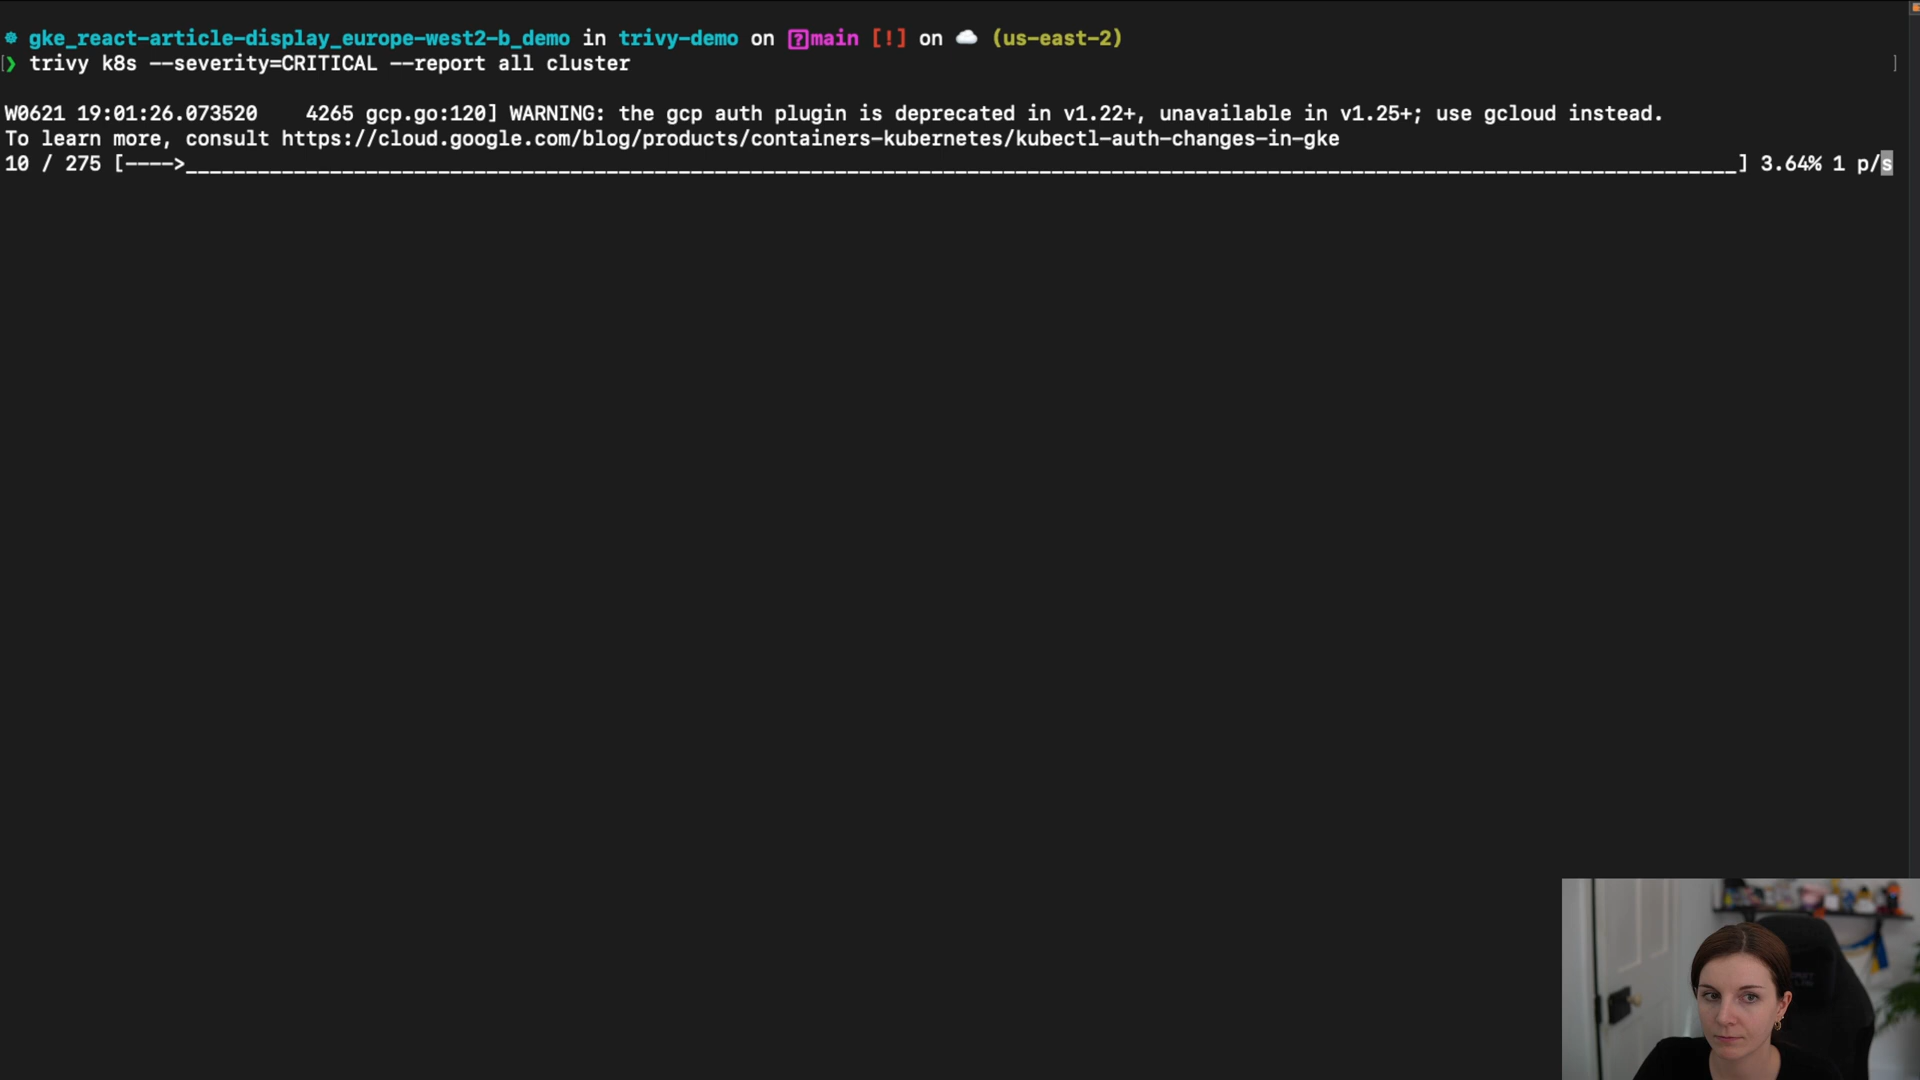 ☸ gke_react-article-display_europe-west2-b_demo in trivy-demo on main [!] on ☁ (us-east-2)
❯ trivy k8s --severity=CRITICAL --report all cluster
W0621 19:01:26.073520    4265 gcp.go:120] WARNING: the gcp auth plugin is deprecated in v1.22+, unavailable in v1.25+; use gcloud instead.
To learn more, consult https://cloud.google.com/blog/products/containers-kubernetes/kubectl-auth-changes-in-gke
10 / 275 [---->_________________________________________________________________________________________________________________________________] 3.64% 1 p/s